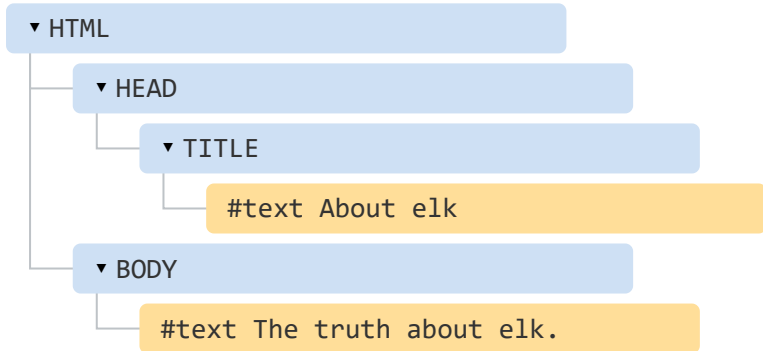 HTML
HEAD
TITLE
#text About elk
BODY
#text The truth about elk.